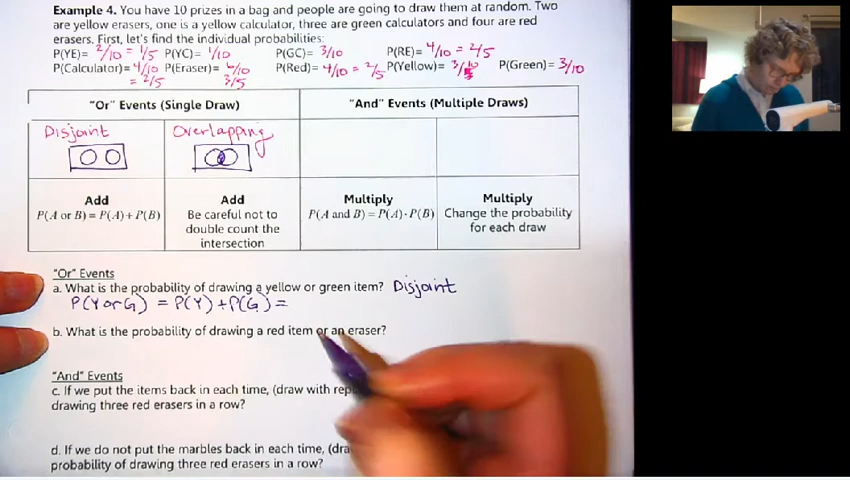 Example 4. You have 10 prizes in a bag and people are going to draw them at random. Two
are yellow erasers, one is a yellow calculator, three are green calculators and four are red
erasers. First, let's find the individual probabilities:
P(YE)= 2/10 = 1/5 P(YC)= 1/10 P(GC)= 3/10 P(RE)= 4/10 = 2/5
P(Calculator)= 4/10 = 2/5 P(Eraser)= 6/10 3/5 P(Red)= 4/10 = 2/5 P(Yellow)= 3/10 P(Green)= 3/10
"Or" Events (Single Draw) "And" Events (Multiple Draws)
Disjoint Overlapping
Add Add Multiply Multiply
P(A or B) = P(A) + P(B) Be careful not to double count the intersection P(A and B) = P(A) · P(B) Change the probability for each draw
"Or" Events
a. What is the probability of drawing a yellow or green item? Disjoint
P(Y or G) = P(Y) + P(G) =
b. What is the probability of drawing a red item or an eraser?
"And" Events
c. If we put the items back in each time, (draw with
drawing three red erasers in a row?
d. If we do not put the marbles back in each time,
probability of drawing three red erasers in a row?